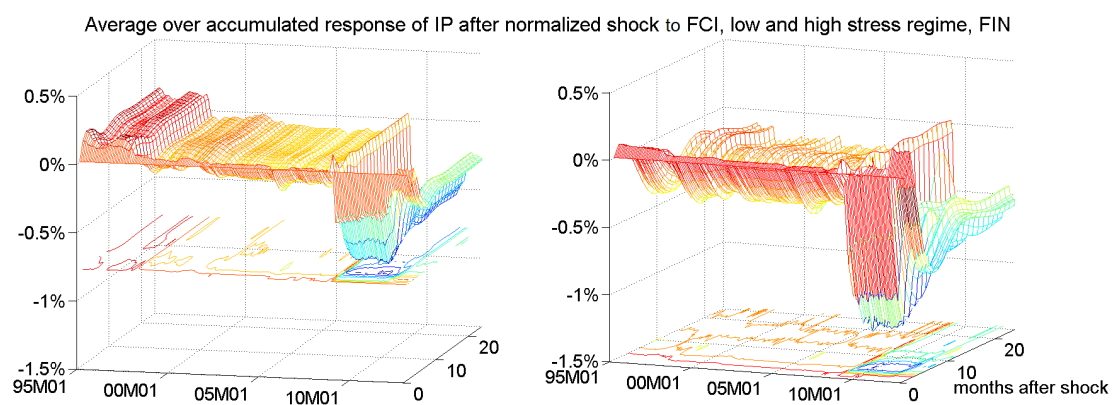 Average over accumulated response of IP after normalized shock to FCI, low and high stress regime, FIN
0.5%
0%
-0.5%
-1%
-1.5%
95M01
00M01
05M01
10M01
0
10
20
0.5%
0%
-0.5%
-1%
-1.5%
95M01
00M01
05M01
10M01
0
10
20
months after shock